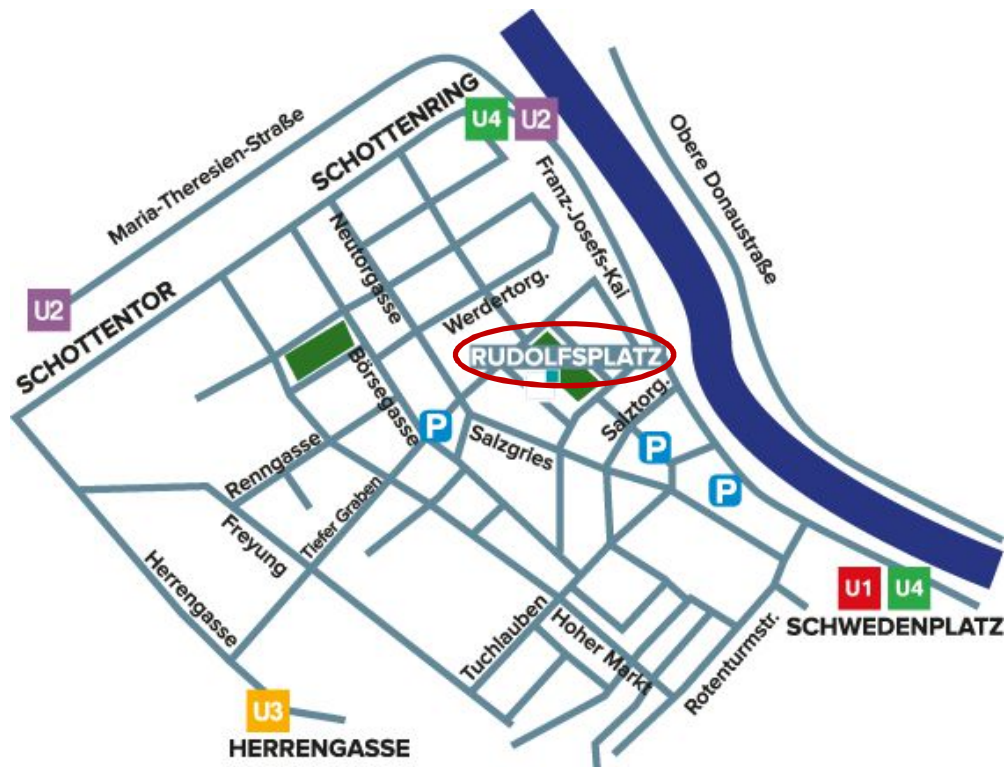 Maria-Theresien-Straße
SCHOTTENRING
U4
U2
Obere Donaustraße
Franz-Josefs-Kai
Neutorgasse
U2
SCHOTTENTOR
Werdertorg.
RUDOLFSPLATZ
Börsegasse
Salztorg.
P
Salzgries
P
P
Renngasse
Tiefer Graben
Freyung
Herrengasse
U1
U4
SCHWEDENPLATZ
Tuchlauben
Hoher Markt
Rotenturmstr.
U3
HERRENGASSE